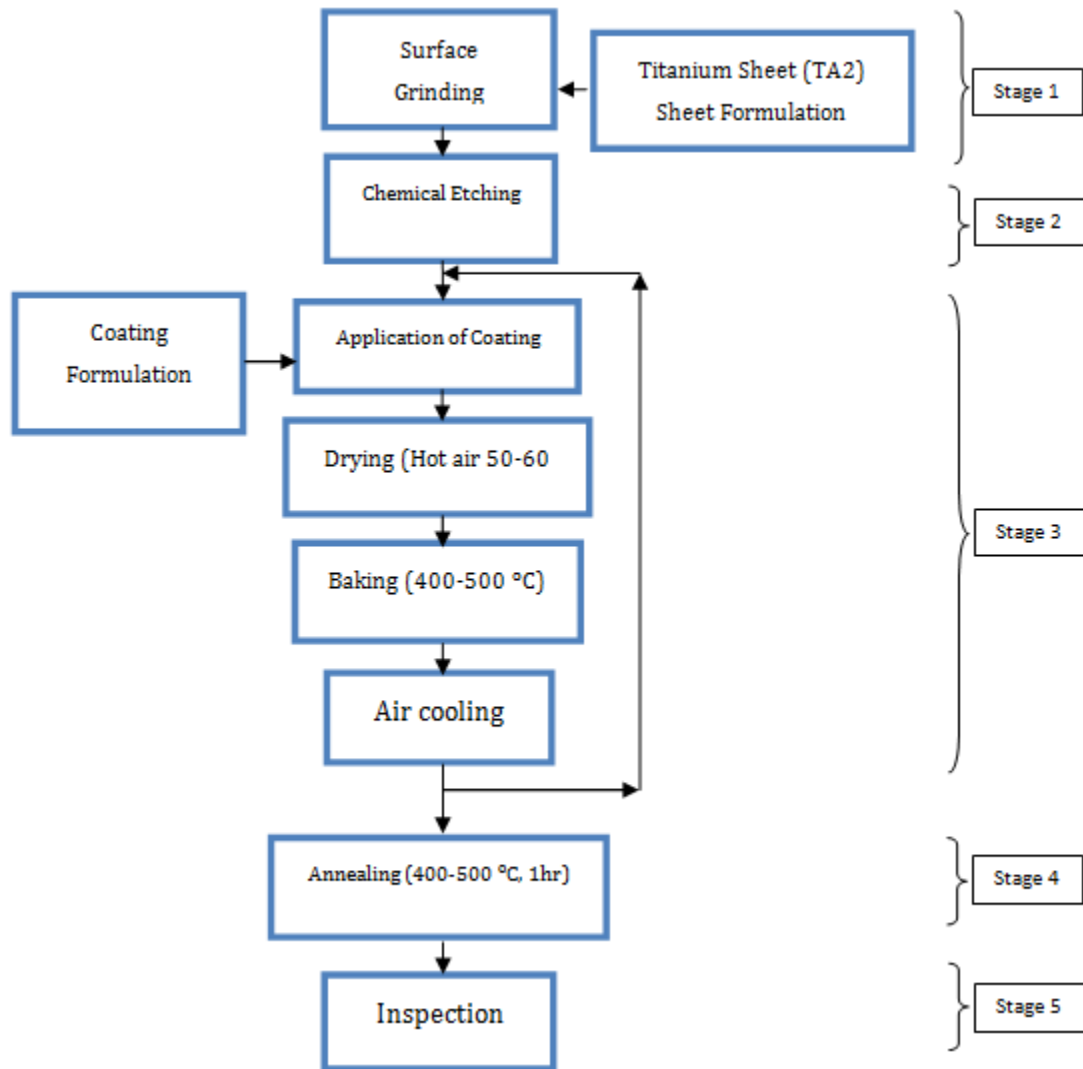 Surface
Grinding
Titanium Sheet (TA2)
Sheet Formulation
Stage 1
Chemical Etching
Stage 2
Coating
Formulation
Application of Coating
Drying (Hot air 50-60
Baking (400-500 °C)
Air cooling
Stage 3
Annealing (400-500 °C, 1hr)
Stage 4
Inspection
Stage 5